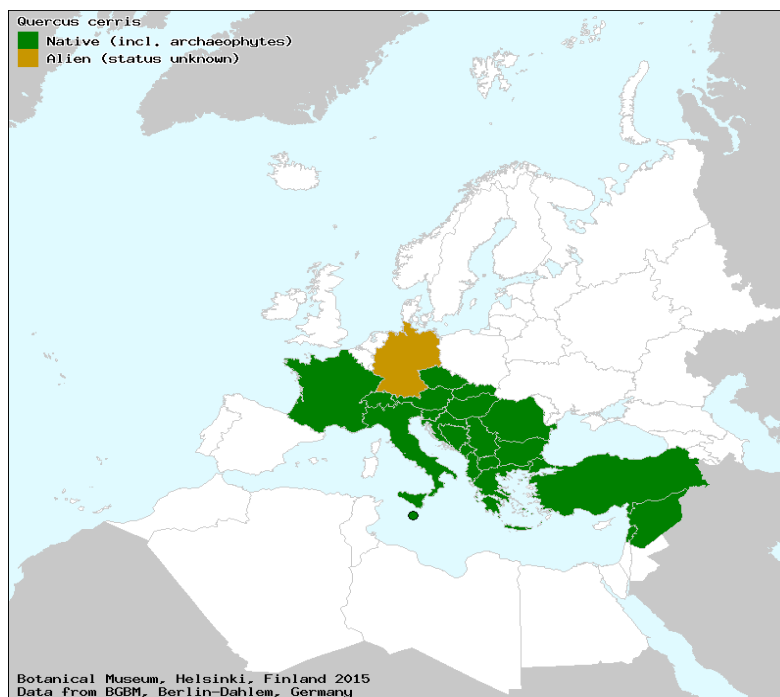 Quercus cerris
Native (incl. archaeophytes)
Alien (status unknown)
Botanical Museum, Helsinki, Finland 2015
Data from BGBM, Berlin-Dahlem, Germany